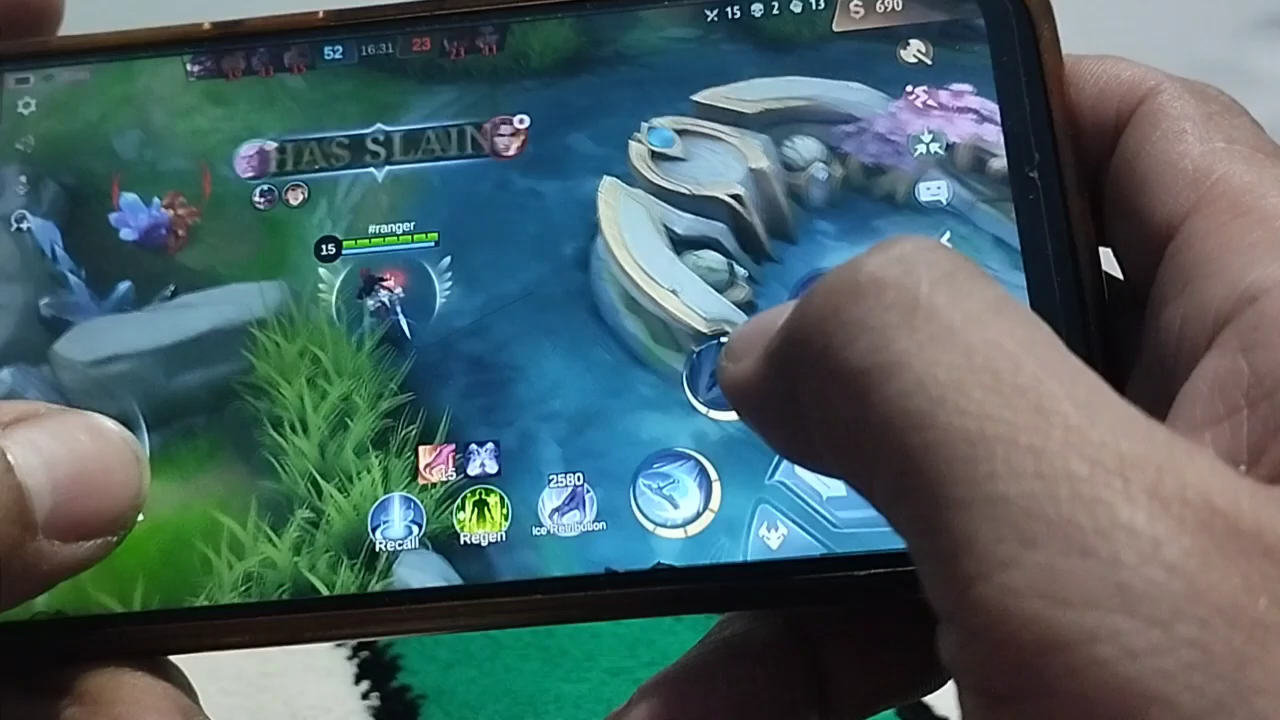 15 2 13 690
52 16:31 23
HAS SLAIN
#ranger
15
15
2580
Recall
Regen
Ice Retribution